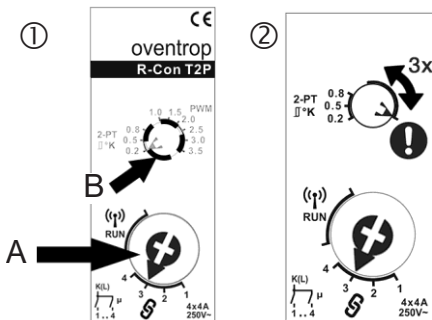 ①
CE
oventrop
R-Con T2P
PWM
1.0 1.5 2.0 2.5 3.0 3.5
2-PT
∬°K
0.8
0.5
0.2
B
RUN
A
4 3 2 1
K(L)
µ
1..4
4x4A
250V~
②
3x
2-PT
∬°K
0.8
0.5
0.2
!
RUN
4 3 2 1
K(L)
µ
1..4
4x4A
250V~